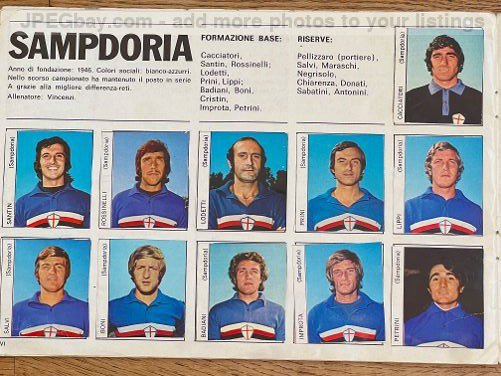 JPEGbay.com - add more photos to your listings
SAMPDORIA
Anno di fondazione: 1946. Colori sociali: bianco-azzurri.
Nello scorso campionato ha mantenuto il posto in serie
A grazie alla migliore differenza-reti.
Allenatore: Vincenzi.
FORMAZIONE BASE:
Cacciatori,
Santin, Rossinelli;
Lodetti,
Prini, Lippi;
Badiani, Boni,
Cristin,
Improta, Petrini.
RISERVE:
Pellizzaro (portiere),
Salvi, Maraschi,
Negrisolo,
Chiarenza, Donati,
Sabatini, Antonini.
CACCIATORI (Sampdoria)
SANTIN (Sampdoria)
ROSSINELLI (Sampdoria)
LODETTI (Sampdoria)
PRINI (Sampdoria)
LIPPI (Sampdoria)
SALVI (Sampdoria)
BONI (Sampdoria)
BADIANI (Sampdoria)
IMPROTA (Sampdoria)
PETRINI (Sampdoria)
VI